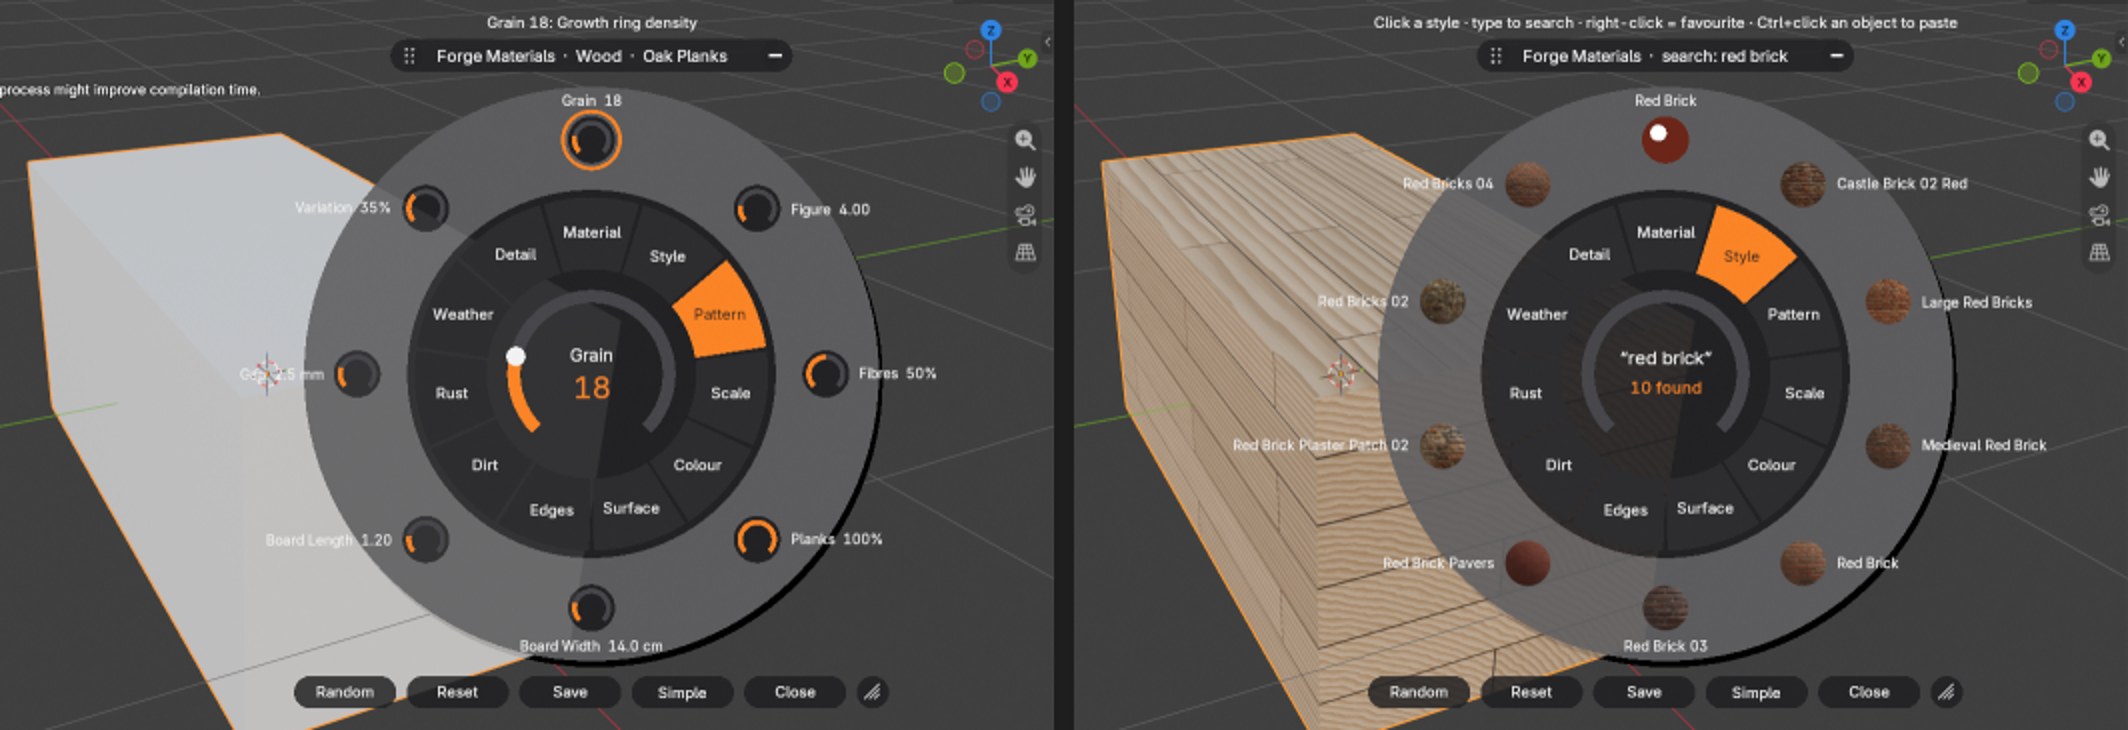 Grain 18: Growth ring density
Forge Materials · Wood · Oak Planks
process might improve compilation time.
Grain 18
Variation 35%
Figure 4.00
Material
Detail
Style
Weather
Pattern
Grain
18
mm
Fibres 50%
Rust
Scale
Dirt
Colour
Edges
Surface
Board Length 1.20
Planks 100%
Board Width 14.0 cm
Random
Reset
Save
Simple
Close
Z
Y
X
Click a style · type to search · right-click = favourite · Ctrl+click an object to paste
Forge Materials · search: red brick
Red Brick
Red Bricks 04
Castle Brick 02 Red
Material
Detail
Style
Red Bricks 02
Large Red Bricks
Weather
Pattern
"red brick"
10 found
Rust
Scale
Red Brick Plaster Patch 02
Medieval Red Brick
Dirt
Colour
Edges
Surface
Red Brick Pavers
Red Brick
Red Brick 03
Random
Reset
Save
Simple
Close
Z
Y
X